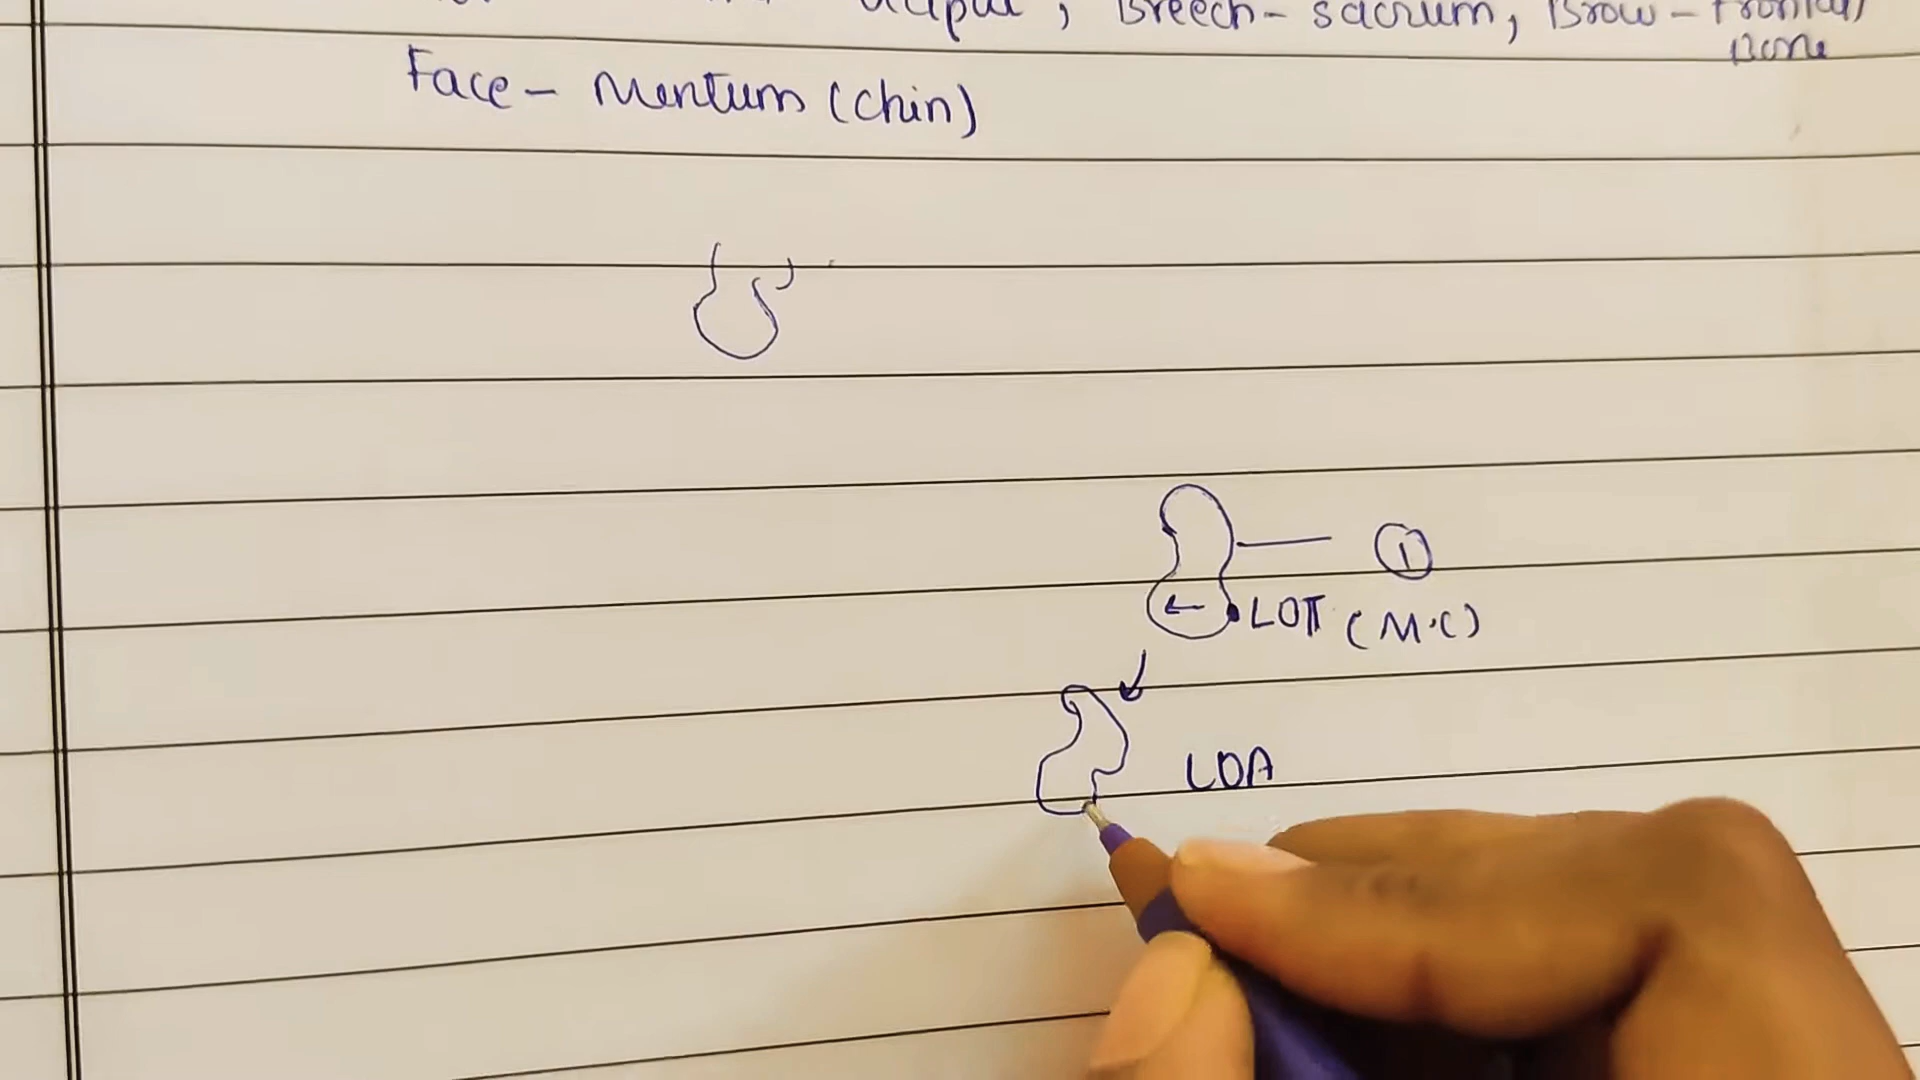 Breech - sacrum, Brow - Frontal
Bone
Face - Mentum (chin)
①
LOT (M.C)
LOA